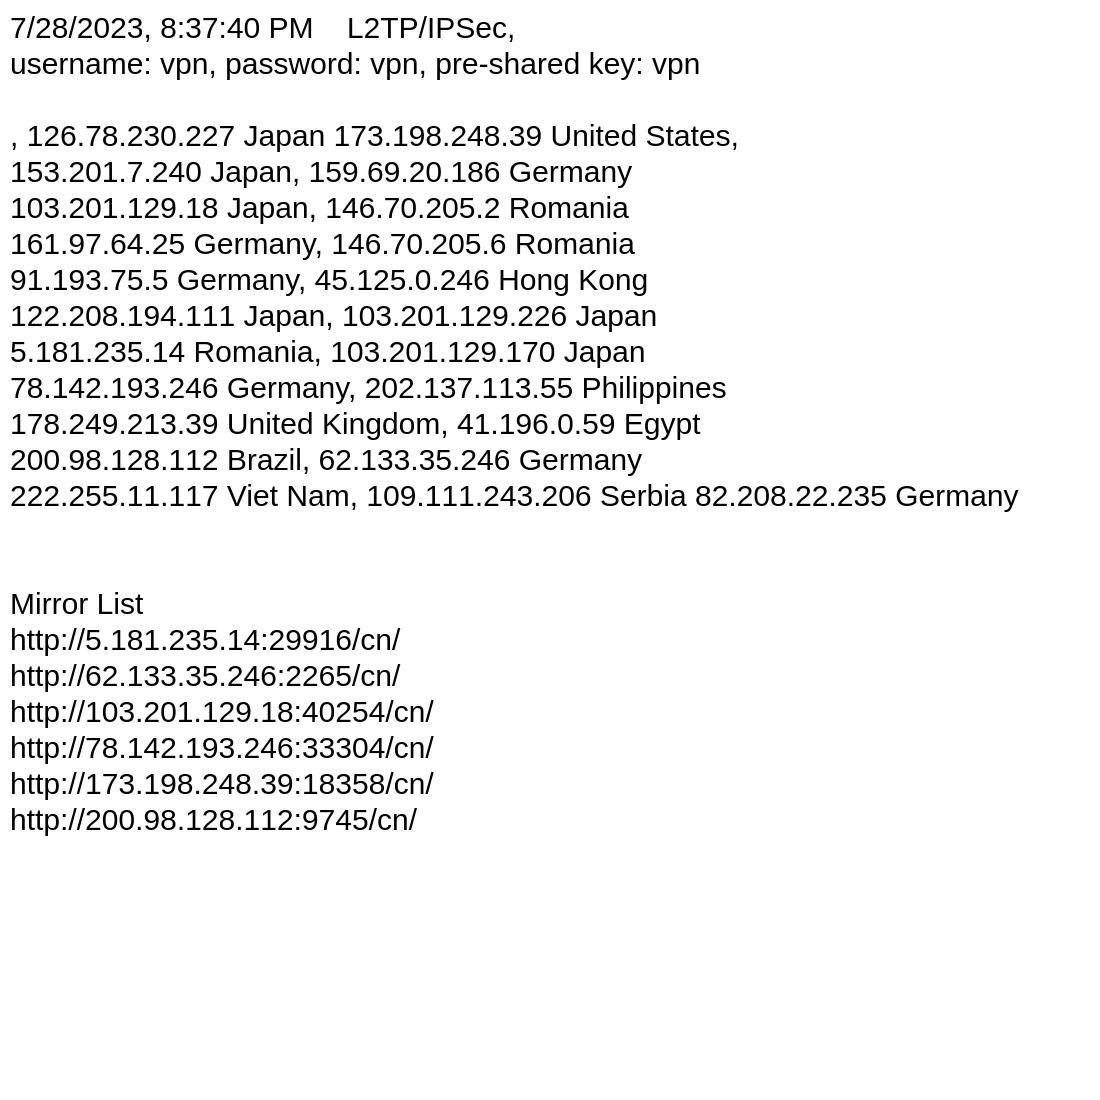 7/28/2023, 8:37:40 PM    L2TP/IPSec,
username: vpn, password: vpn, pre-shared key: vpn
, 126.78.230.227 Japan 173.198.248.39 United States,
153.201.7.240 Japan, 159.69.20.186 Germany
103.201.129.18 Japan, 146.70.205.2 Romania
161.97.64.25 Germany, 146.70.205.6 Romania
91.193.75.5 Germany, 45.125.0.246 Hong Kong
122.208.194.111 Japan, 103.201.129.226 Japan
5.181.235.14 Romania, 103.201.129.170 Japan
78.142.193.246 Germany, 202.137.113.55 Philippines
178.249.213.39 United Kingdom, 41.196.0.59 Egypt
200.98.128.112 Brazil, 62.133.35.246 Germany
222.255.11.117 Viet Nam, 109.111.243.206 Serbia 82.208.22.235 Germany
Mirror List
http://5.181.235.14:29916/cn/
http://62.133.35.246:2265/cn/
http://103.201.129.18:40254/cn/
http://78.142.193.246:33304/cn/
http://173.198.248.39:18358/cn/
http://200.98.128.112:9745/cn/